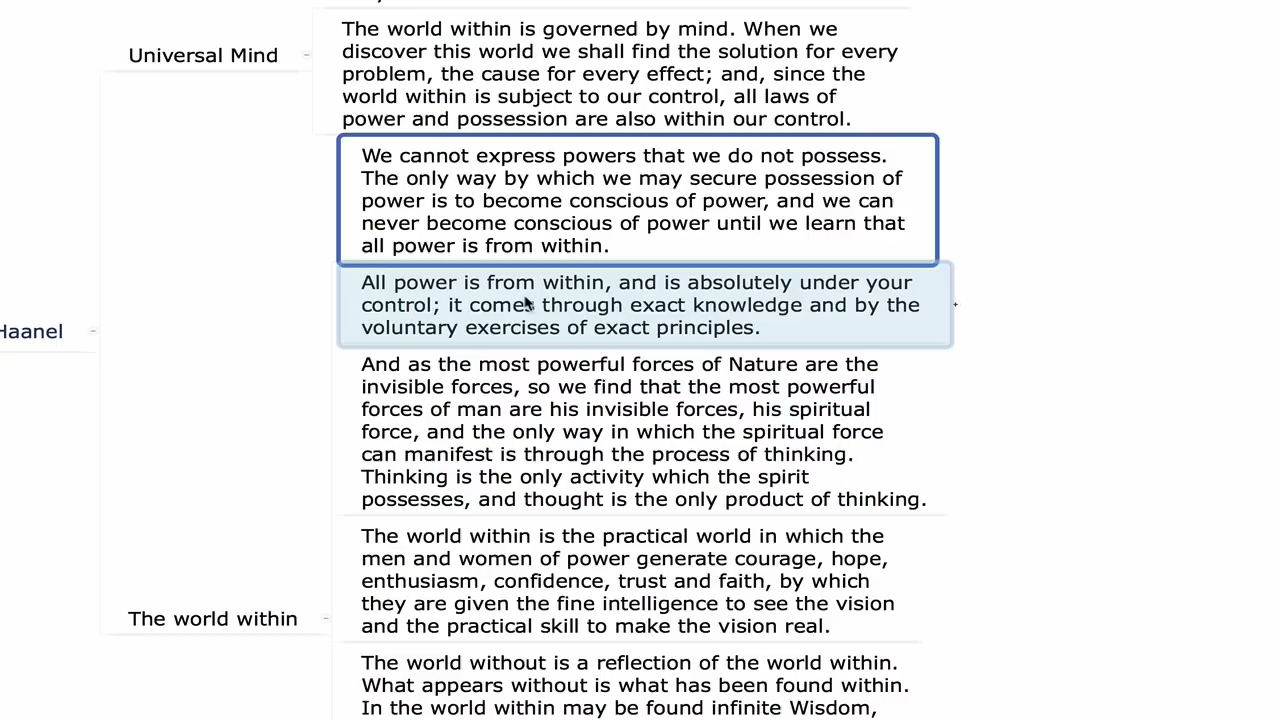 Universal Mind
The world within is governed by mind. When we
discover this world we shall find the solution for every
problem, the cause for every effect; and, since the
world within is subject to our control, all laws of
power and possession are also within our control.
We cannot express powers that we do not possess.
The only way by which we may secure possession of
power is to become conscious of power, and we can
never become conscious of power until we learn that
all power is from within.
All power is from within, and is absolutely under your
control; it comes through exact knowledge and by the
voluntary exercises of exact principles.
Haanel
And as the most powerful forces of Nature are the
invisible forces, so we find that the most powerful
forces of man are his invisible forces, his spiritual
force, and the only way in which the spiritual force
can manifest is through the process of thinking.
Thinking is the only activity which the spirit
possesses, and thought is the only product of thinking.
The world within is the practical world in which the
men and women of power generate courage, hope,
enthusiasm, confidence, trust and faith, by which
they are given the fine intelligence to see the vision
and the practical skill to make the vision real.
The world within
The world without is a reflection of the world within.
What appears without is what has been found within.
In the world within may be found infinite Wisdom,